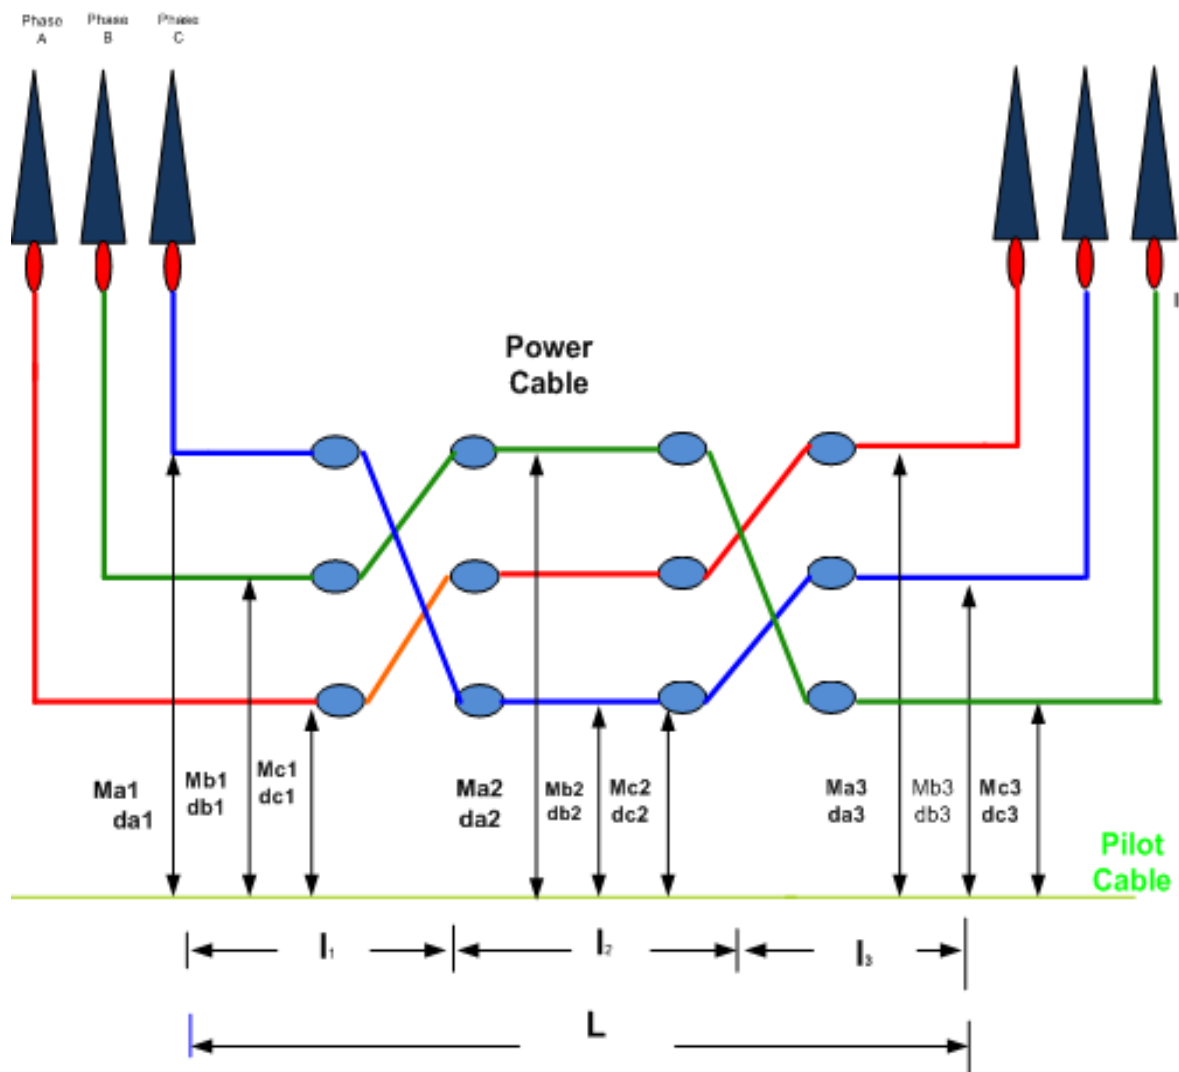 Phase
A
Phase
B
Phase
C
Power
Cable
Ma1
da1
Mb1
db1
Mc1
dc1
Ma2
da2
Mb2
db2
Mc2
dc2
Ma3
da3
Mb3
db3
Mc3
dc3
Pilot
Cable
l₁
l₂
l₃
L